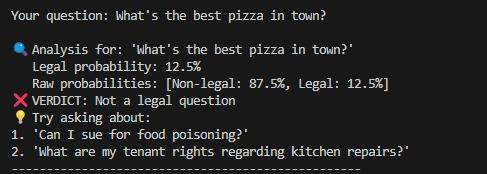 Your question: What's the best pizza in town?
🔍 Analysis for: 'What's the best pizza in town?'
Legal probability: 12.5%
Raw probabilities: [Non-legal: 87.5%, Legal: 12.5%]
❌ VERDICT: Not a legal question
💡 Try asking about:
1. 'Can I sue for food poisoning?'
2. 'What are my tenant rights regarding kitchen repairs?'
--------------------------------------------------